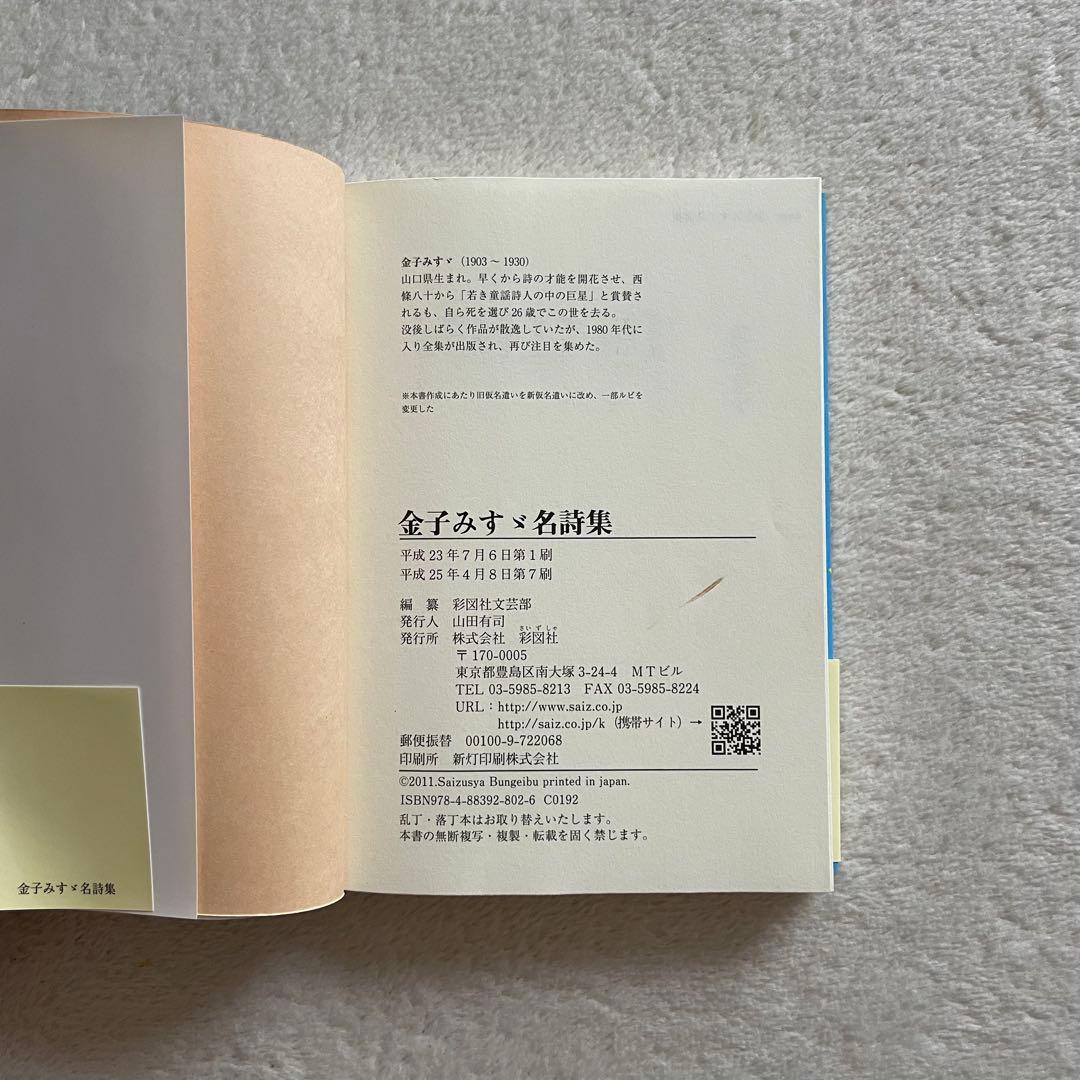 金子みすゞ(1903～1930)
山口県生まれ。早くから詩の才能を開花させ、西
條八十から「若き童謡詩人の中の巨星」と賞賛さ
れるも、自ら死を選び26歳でこの世を去る。
没後しばらく作品が散逸していたが、1980年代に
入り全集が出版され、再び注目を集めた。
※本書作成にあたり旧仮名遣いを新仮名遣いに改め、一部ルビを
変更した
金子みすゞ名詩集
平成23年7月6日第1刷
平成25年4月8日第7刷
編 纂 彩図社文芸部
発行人 山田有司
さいずしゃ
発行所 株式会社 彩図社
〒170-0005
東京都豊島区南大塚3-24-4 MTビル
TEL 03-5985-8213 FAX 03-5985-8224
URL：http://www.saiz.co.jp
http://saiz.co.jp/k（携帯サイト）→
郵便振替 00100-9-722068
印刷所 新灯印刷株式会社
©2011.Saizusya Bungeibu printed in japan.
ISBN978-4-88392-802-6 C0192
乱丁・落丁本はお取り替えいたします。
本書の無断複写・複製・転載を固く禁じます。
金子みすゞ名詩集